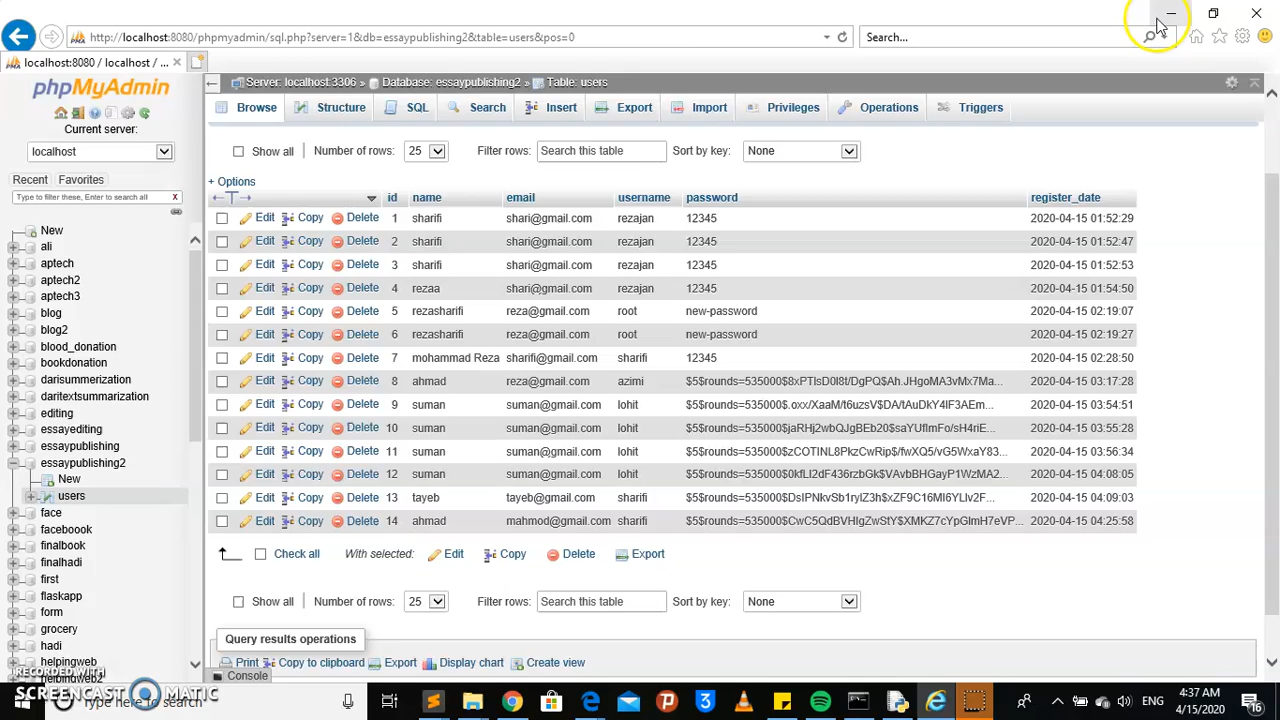 http://localhost:8080/phpmyadmin/sql.php?server=1&db=essaypublishing2&table=users&pos=0
Search...
localhost:8080 / localhost / ...
phpMyAdmin
Current server:
localhost
Recent Favorites
Type to filter these, Enter to search all X
New
ali
aptech
aptech2
aptech3
blog
blog2
blood_donation
bookdonation
darisummerization
daritextsummarization
editing
essayediting
essaypublishing
essaypublishing2
New
users
face
faceboook
finalbook
finalhadi
first
flaskapp
form
grocery
hadi
helpingweb
helpingweb2
Server: localhost:3306 » Database: essaypublishing2 » Table: users
Browse Structure SQL Search Insert Export Import Privileges Operations Triggers
Show all Number of rows: 25 Filter rows: Search this table Sort by key: None
+ Options
id name email username password register_date
Edit Copy Delete 1 sharifi shari@gmail.com rezajan 12345 2020-04-15 01:52:29
Edit Copy Delete 2 sharifi shari@gmail.com rezajan 12345 2020-04-15 01:52:47
Edit Copy Delete 3 sharifi shari@gmail.com rezajan 12345 2020-04-15 01:52:53
Edit Copy Delete 4 rezaa shari@gmail.com rezajan 12345 2020-04-15 01:54:50
Edit Copy Delete 5 rezasharifi reza@gmail.com root new-password 2020-04-15 02:19:07
Edit Copy Delete 6 rezasharifi reza@gmail.com root new-password 2020-04-15 02:19:27
Edit Copy Delete 7 mohammad Reza sharifi@gmail.com sharifi 12345 2020-04-15 02:28:50
Edit Copy Delete 8 ahmad reza@gmail.com azimi 2020-04-15 03:17:28
Edit Copy Delete 9 suman suman@gmail.com lohit 2020-04-15 03:54:51
Edit Copy Delete 10 suman suman@gmail.com lohit 2020-04-15 03:55:28
Edit Copy Delete 11 suman suman@gmail.com lohit 2020-04-15 03:56:34
Edit Copy Delete 12 suman suman@gmail.com lohit 2020-04-15 04:08:05
Edit Copy Delete 13 tayeb tayeb@gmail.com sharifi 2020-04-15 04:09:03
Edit Copy Delete 14 ahmad mahmod@gmail.com sharifi 2020-04-15 04:25:58
Check all With selected: Edit Copy Delete Export
Show all Number of rows: 25 Filter rows: Search this table Sort by key: None
Query results operations
Print Copy to clipboard Export Display chart Create view
Console
RECORDED WITH
SCREENCAST MATIC
Type here to search
ENG
4:37 AM
4/15/2020
16